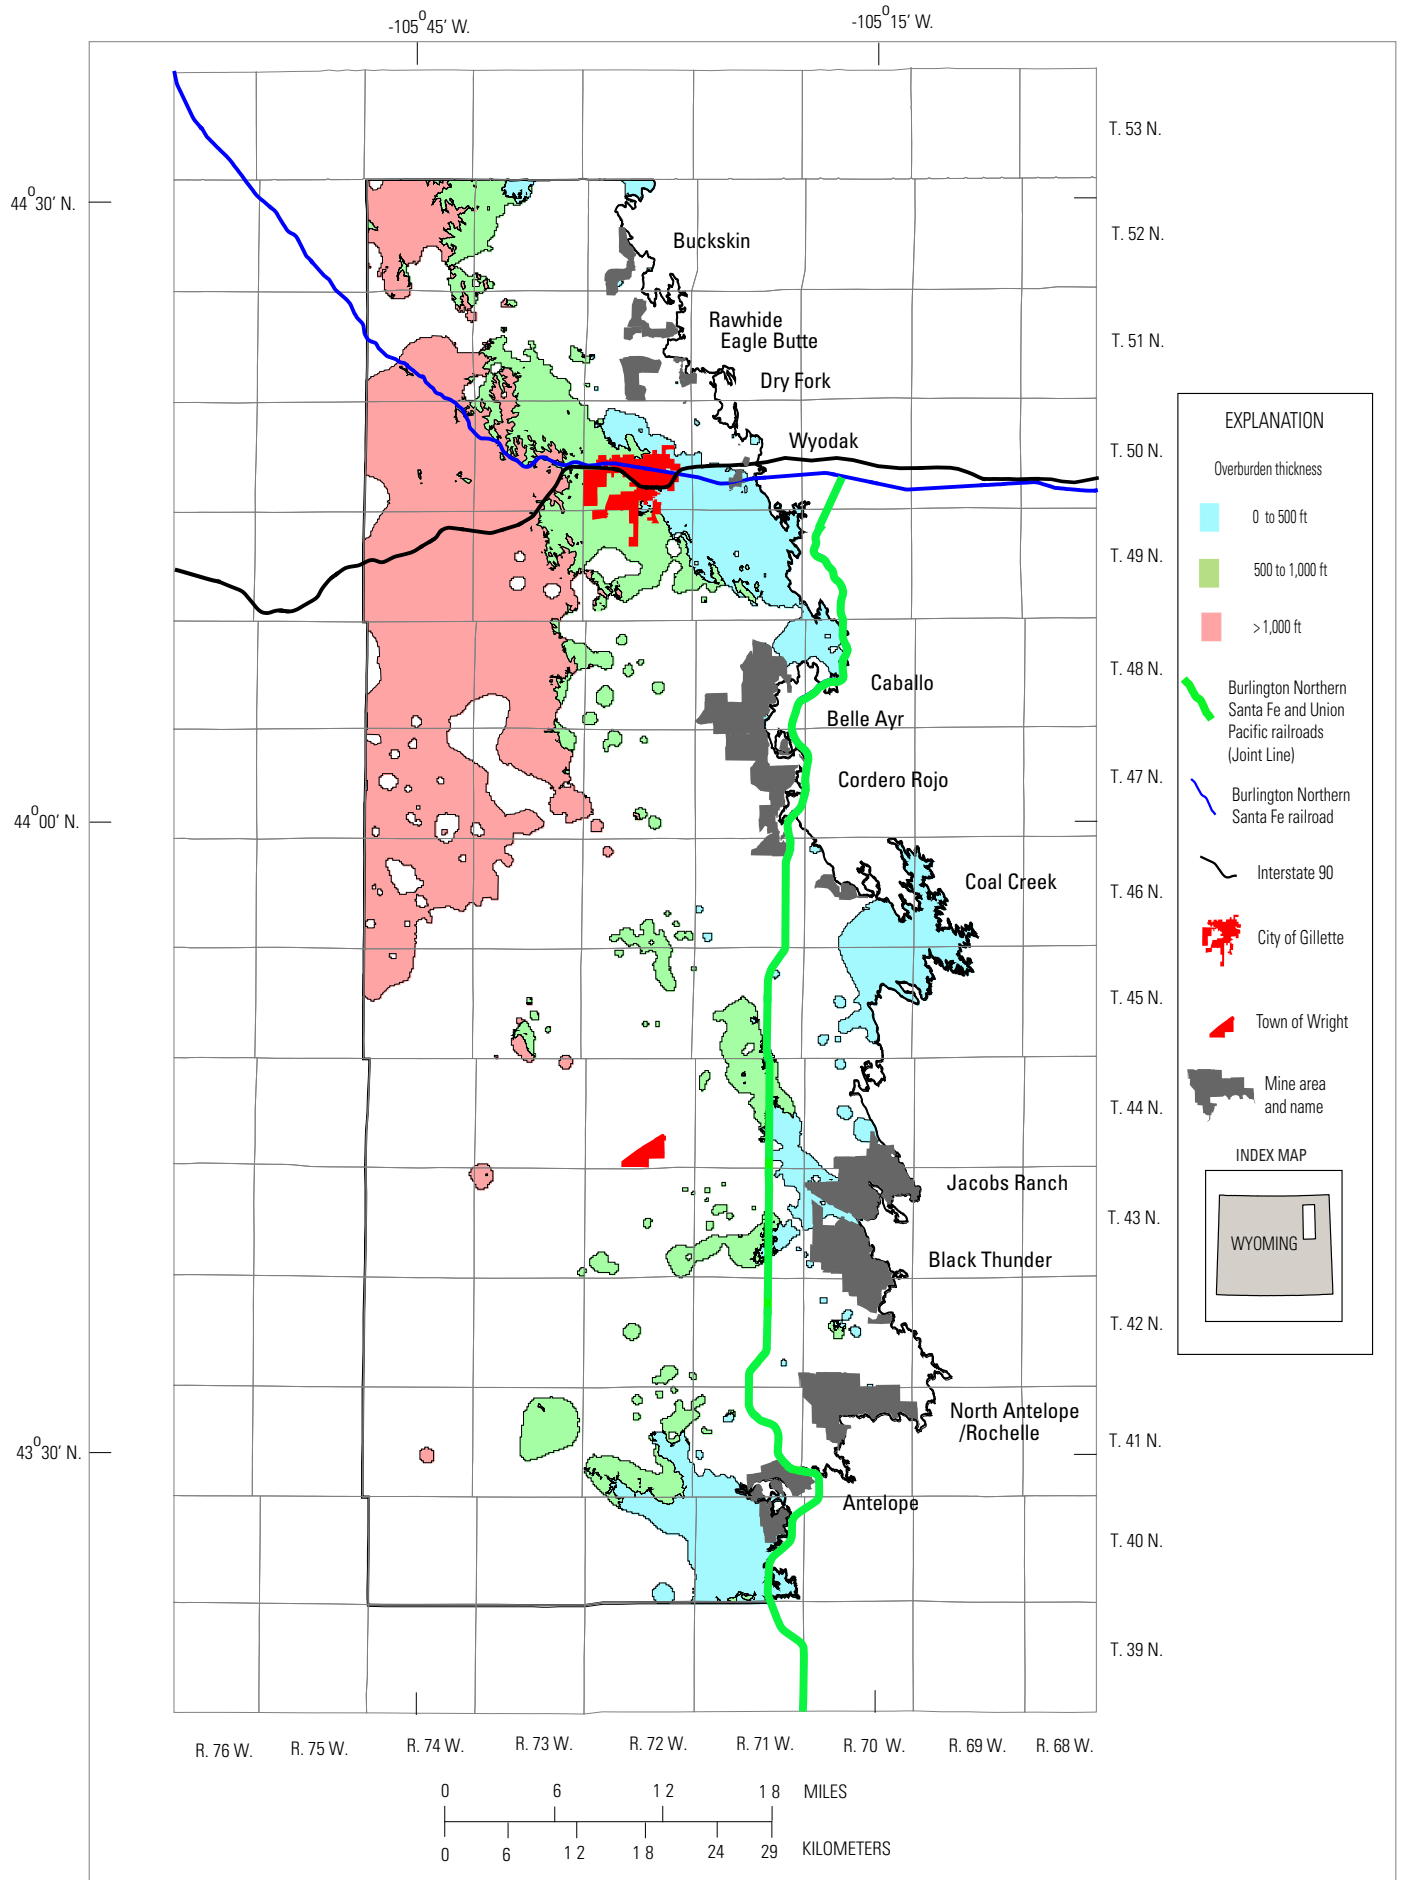 -105° 45' W.
-105° 15' W.
T. 53 N.
44° 30' N.
T. 52 N.
Buckskin
Rawhide
Eagle Butte
T. 51 N.
Dry Fork
Wyodak
T. 50 N.
T. 49 N.
T. 48 N.
Caballo
Belle Ayr
Cordero Rojo
T. 47 N.
44° 00' N.
Coal Creek
T. 46 N.
T. 45 N.
T. 44 N.
Jacobs Ranch
T. 43 N.
Black Thunder
T. 42 N.
North Antelope
/Rochelle
T. 41 N.
43° 30' N.
Antelope
T. 40 N.
T. 39 N.
R. 76 W.
R. 75 W.
R. 74 W.
R. 73 W.
R. 72 W.
R. 71 W.
R. 70 W.
R. 69 W.
R. 68 W.
0 6 12 18 MILES
0 6 12 18 24 29 KILOMETERS
EXPLANATION
Overburden thickness
0 to 500 ft
500 to 1,000 ft
>1,000 ft
Burlington Northern
Santa Fe and Union
Pacific railroads
(Joint Line)
Burlington Northern
Santa Fe railroad
Interstate 90
City of Gillette
Town of Wright
Mine area
and name
INDEX MAP
WYOMING